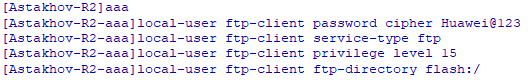 [Astakhov-R2]aaa
[Astakhov-R2-aaa]local-user ftp-client password cipher Huawei@123
[Astakhov-R2-aaa]local-user ftp-client service-type ftp
[Astakhov-R2-aaa]local-user ftp-client privilege level 15
[Astakhov-R2-aaa]local-user ftp-client ftp-directory flash:/